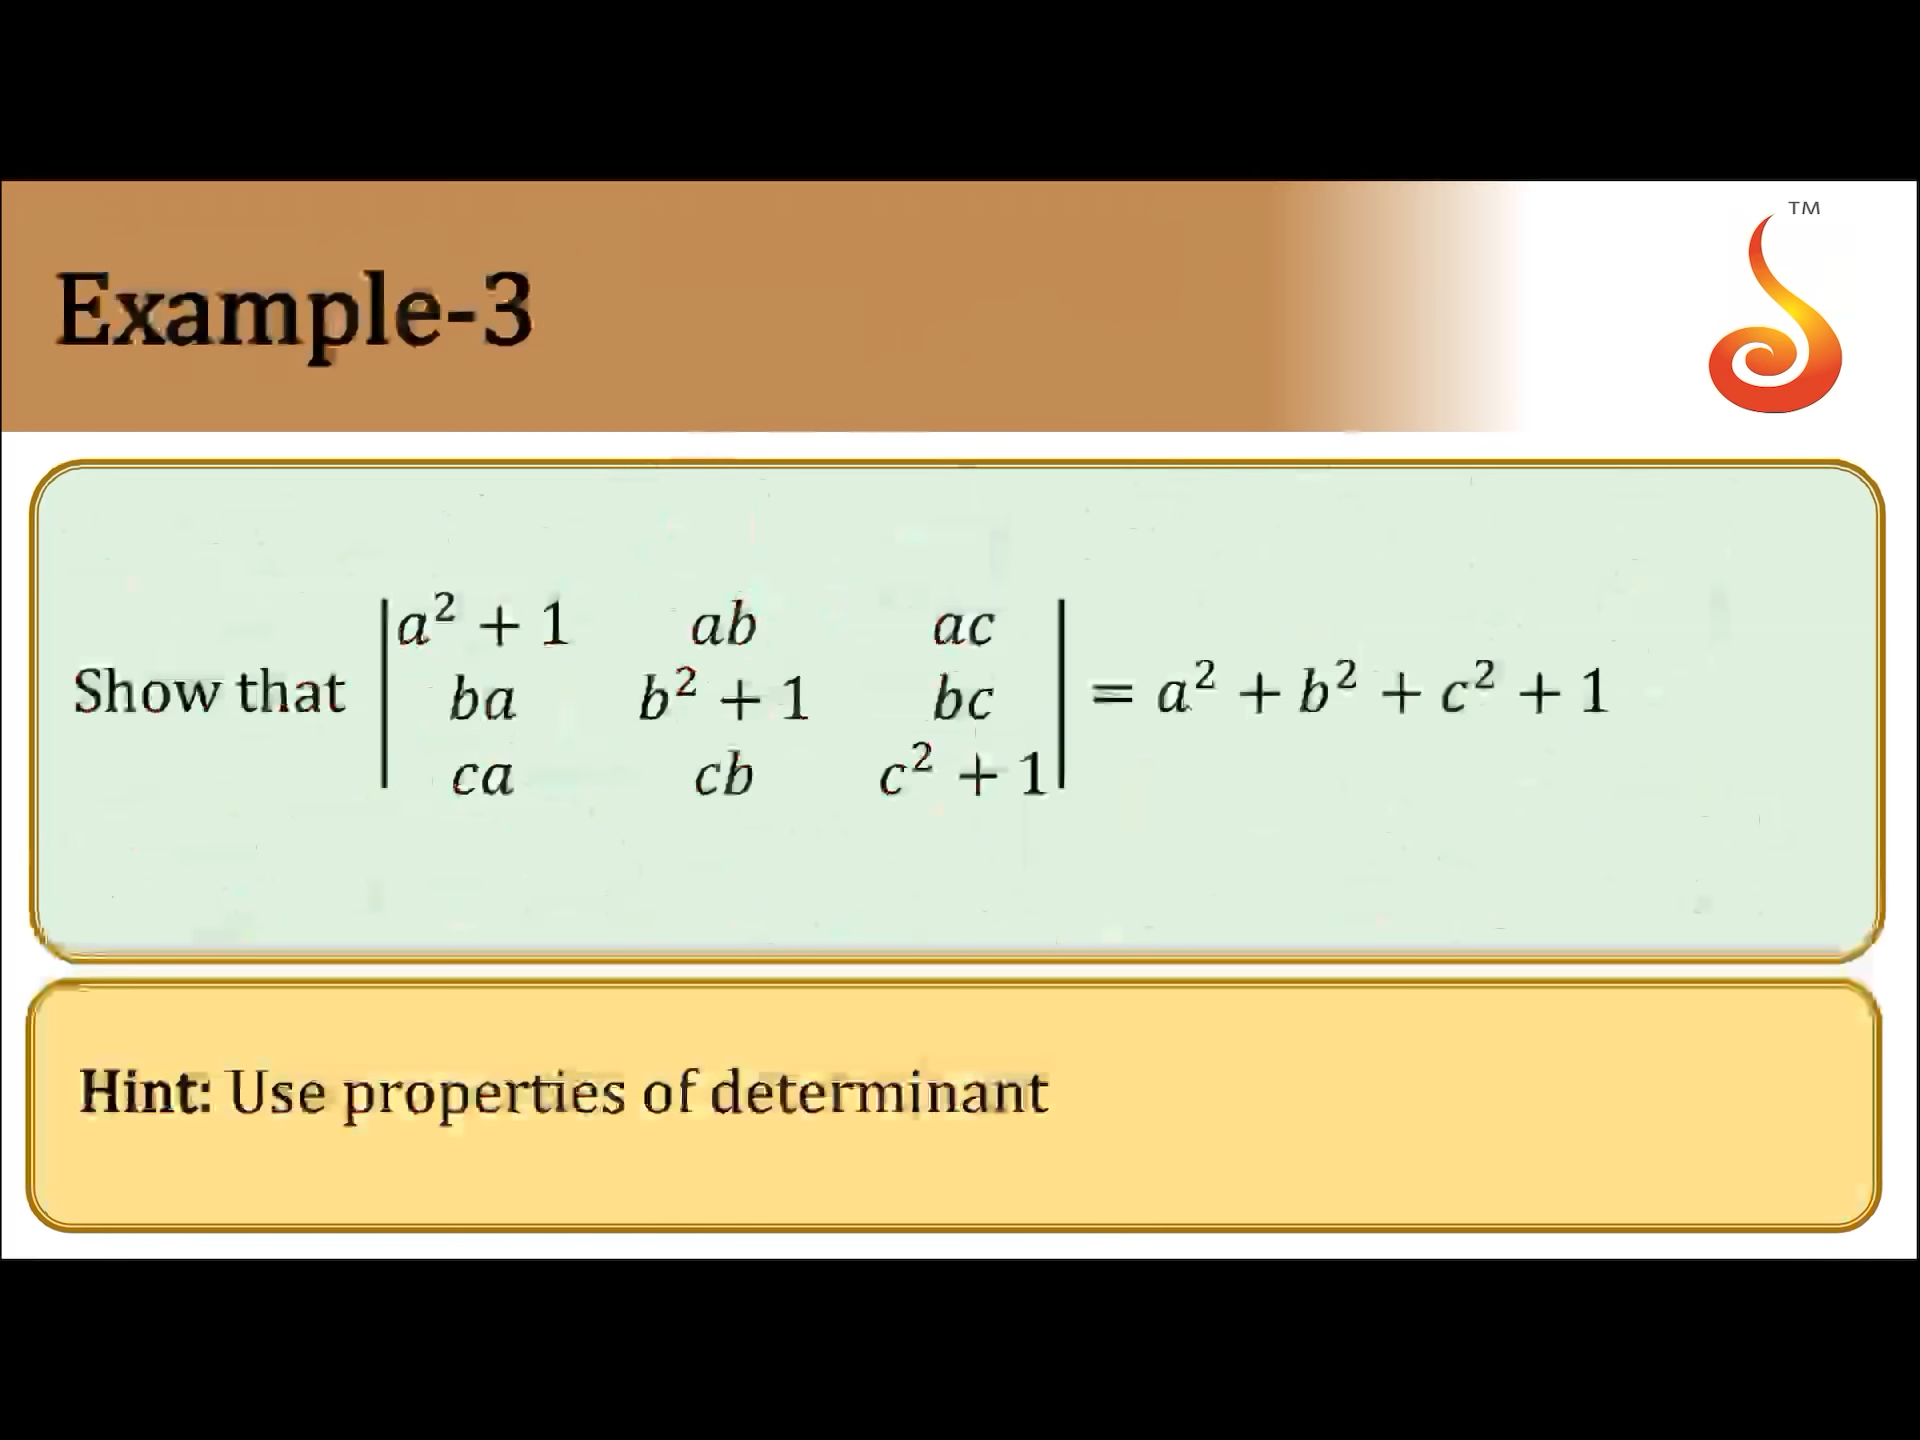 TM
Example-3
Show that |a² + 1 ab ac|
|ba b² + 1 bc| = a² + b² + c² + 1
|ca cb c² + 1|
Hint: Use properties of determinant